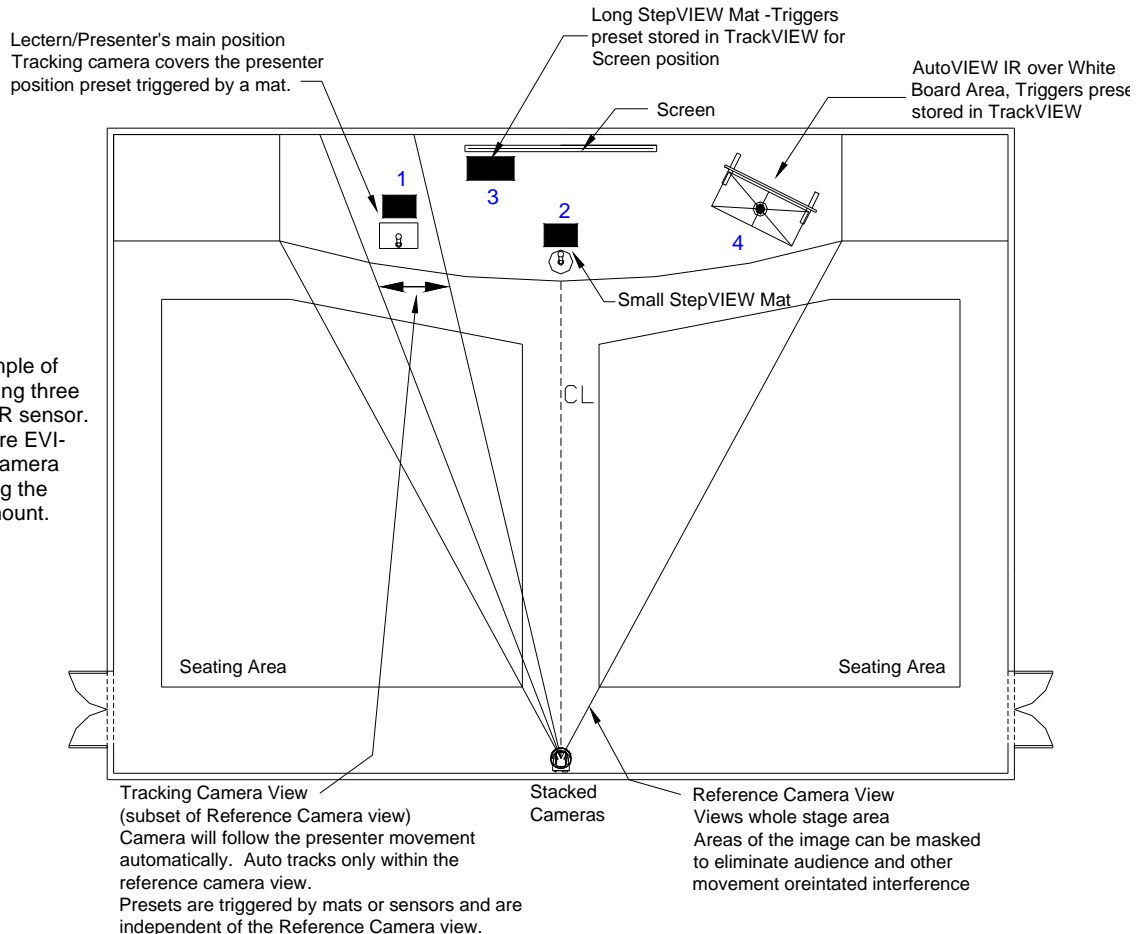 Long StepVIEW Mat -Triggers
preset stored in TrackVIEW for
Screen position
Lectern/Presenter's main position
Tracking camera covers the presenter
position preset triggered by a mat.
AutoVIEW IR over White
Board Area, Triggers
stored in TrackVIEW
Screen
1
3
2
4
Small StepVIEW Mat
of
three
R sensor.
EVI-
the
CL
Seating Area
Seating Area
Tracking Camera View
(subset of Reference Camera view)
Camera will follow the presenter movement
automatically. Auto tracks only within the
reference camera view.
Presets are triggered by mats or sensors and are
independent of the Reference Camera view.
Stacked
Cameras
Reference Camera View
Views whole stage area
Areas of the image can be masked
to eliminate audience and other
movement oreintated interference